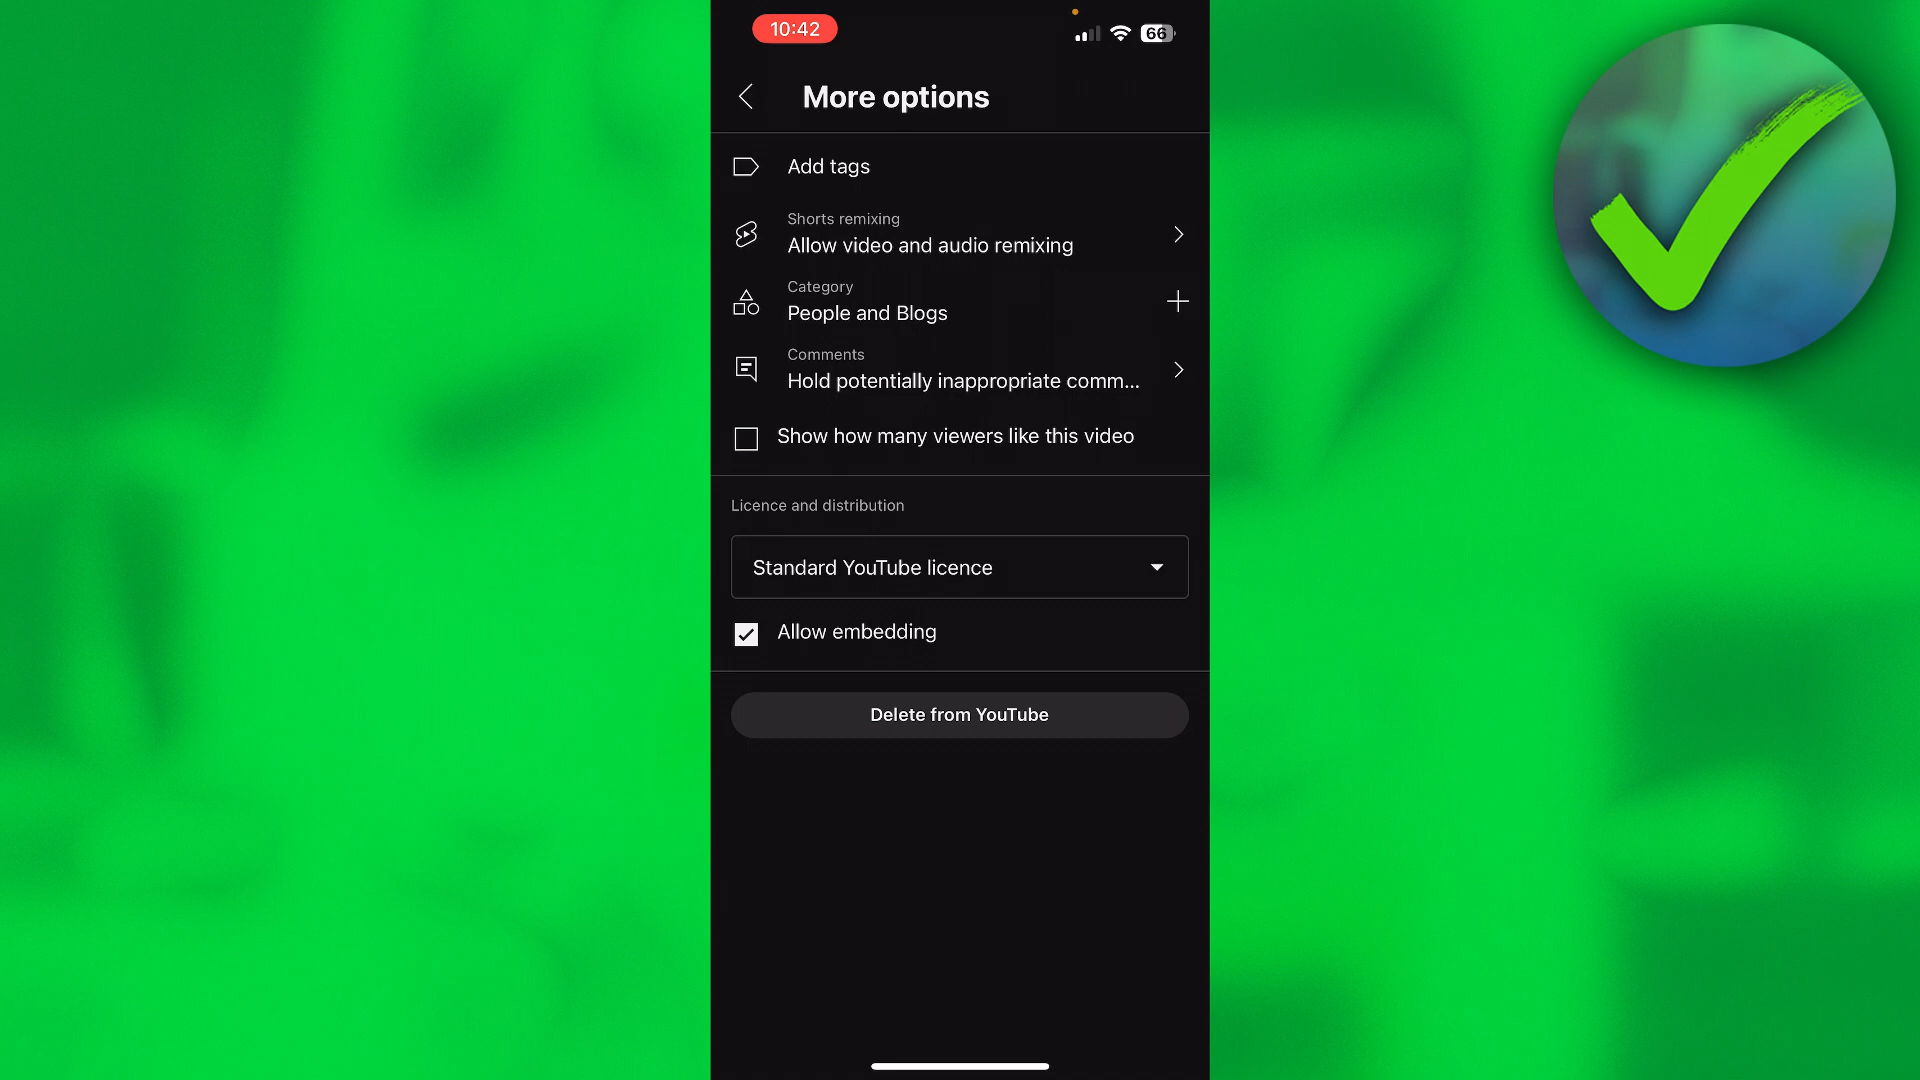 10:42
66
More options
Add tags
Shorts remixing
Allow video and audio remixing
Category
People and Blogs
Comments
Hold potentially inappropriate comm...
Show how many viewers like this video
Licence and distribution
Standard YouTube licence
Allow embedding
Delete from YouTube